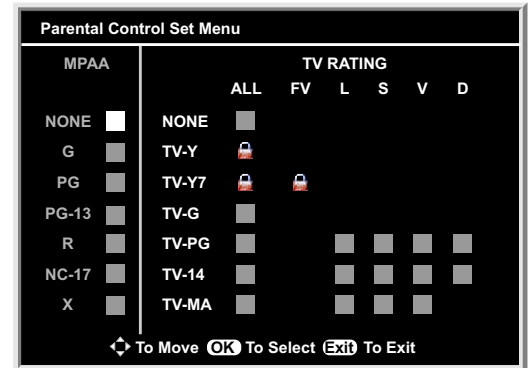 Parental Control Set Menu
MPAA TV RATING
ALL FV L S V D
NONE NONE
G TV-Y
PG TV-Y7
PG-13 TV-G
R TV-PG
NC-17 TV-14
X TV-MA
To Move OK To Select Exit To Exit